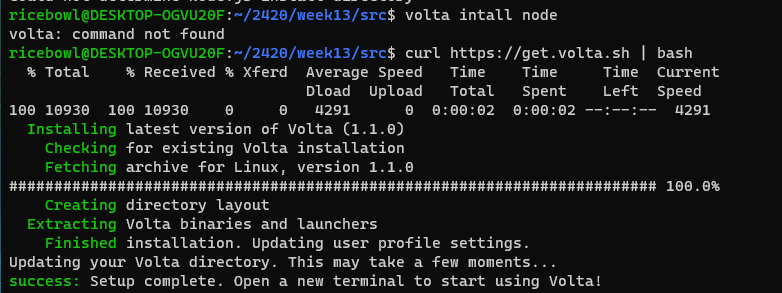 ricebowl@DESKTOP-OGVU20F:~/2420/week13/src$ volta intall node
volta: command not found
ricebowl@DESKTOP-OGVU20F:~/2420/week13/src$ curl https://get.volta.sh | bash
  % Total    % Received % Xferd  Average Speed   Time    Time     Time  Current
                                 Dload  Upload   Total   Spent    Left  Speed
100 10930  100 10930    0     0   4291      0  0:00:02  0:00:02 --:--:--  4291
  Installing latest version of Volta (1.1.0)
    Checking for existing Volta installation
    Fetching archive for Linux, version 1.1.0
######################################################################## 100.0%
    Creating directory layout
  Extracting Volta binaries and launchers
    Finished installation. Updating user profile settings.
Updating your Volta directory. This may take a few moments...
success: Setup complete. Open a new terminal to start using Volta!